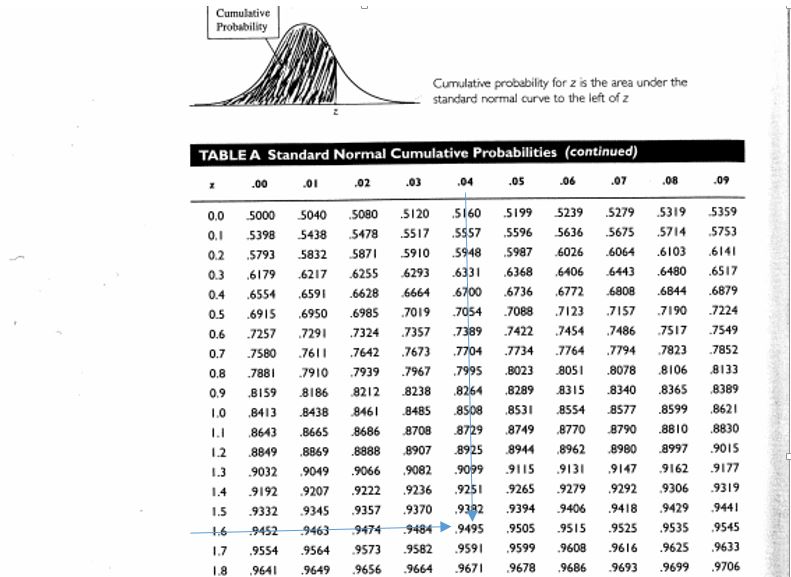 Cumulative
Probability
z
Cumulative probability for z is the area under the
standard normal curve to the left of z
TABLE A Standard Normal Cumulative Probabilities (continued)
z .00 .01 .02 .03 .04 .05 .06 .07 .08 .09
0.0 .5000 .5040 .5080 .5120 .5160 .5199 .5239 .5279 .5319 .5359
0.1 .5398 .5438 .5478 .5517 .5557 .5596 .5636 .5675 .5714 .5753
0.2 .5793 .5832 .5871 .5910 .5948 .5987 .6026 .6064 .6103 .6141
0.3 .6179 .6217 .6255 .6293 .6331 .6368 .6406 .6443 .6480 .6517
0.4 .6554 .6591 .6628 .6664 .6700 .6736 .6772 .6808 .6844 .6879
0.5 .6915 .6950 .6985 .7019 .7054 .7088 .7123 .7157 .7190 .7224
0.6 .7257 .7291 .7324 .7357 .7389 .7422 .7454 .7486 .7517 .7549
0.7 .7580 .7611 .7642 .7673 .7704 .7734 .7764 .7794 .7823 .7852
0.8 .7881 .7910 .7939 .7967 .7995 .8023 .8051 .8078 .8106 .8133
0.9 .8159 .8186 .8212 .8238 .8264 .8289 .8315 .8340 .8365 .8389
1.0 .8413 .8438 .8461 .8485 .8508 .8531 .8554 .8577 .8599 .8621
1.1 .8643 .8665 .8686 .8708 .8729 .8749 .8770 .8790 .8810 .8830
1.2 .8849 .8869 .8888 .8907 .8925 .8944 .8962 .8980 .8997 .9015
1.3 .9032 .9049 .9066 .9082 .9099 .9115 .9131 .9147 .9162 .9177
1.4 .9192 .9207 .9222 .9236 .9251 .9265 .9279 .9292 .9306 .9319
1.5 .9332 .9345 .9357 .9370 .9382 .9394 .9406 .9418 .9429 .9441
1.6 .9452 .9463 .9474 .9484 .9495 .9505 .9515 .9525 .9535 .9545
1.7 .9554 .9564 .9573 .9582 .9591 .9599 .9608 .9616 .9625 .9633
1.8 .9641 .9649 .9656 .9664 .9671 .9678 .9686 .9693 .9699 .9706